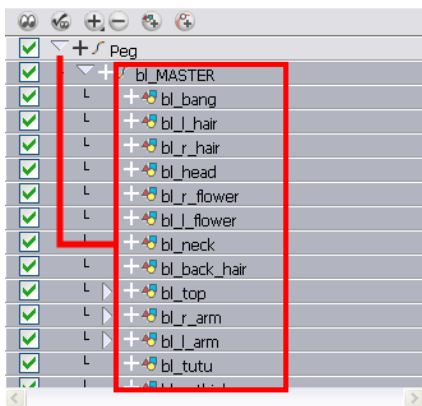 Peg
bl_MASTER
bl_bang
bl_l_hair
bl_r_hair
bl_head
bl_r_flower
bl_l_flower
bl_neck
bl_back_hair
bl_top
bl_r_arm
bl_l_arm
bl_tutu